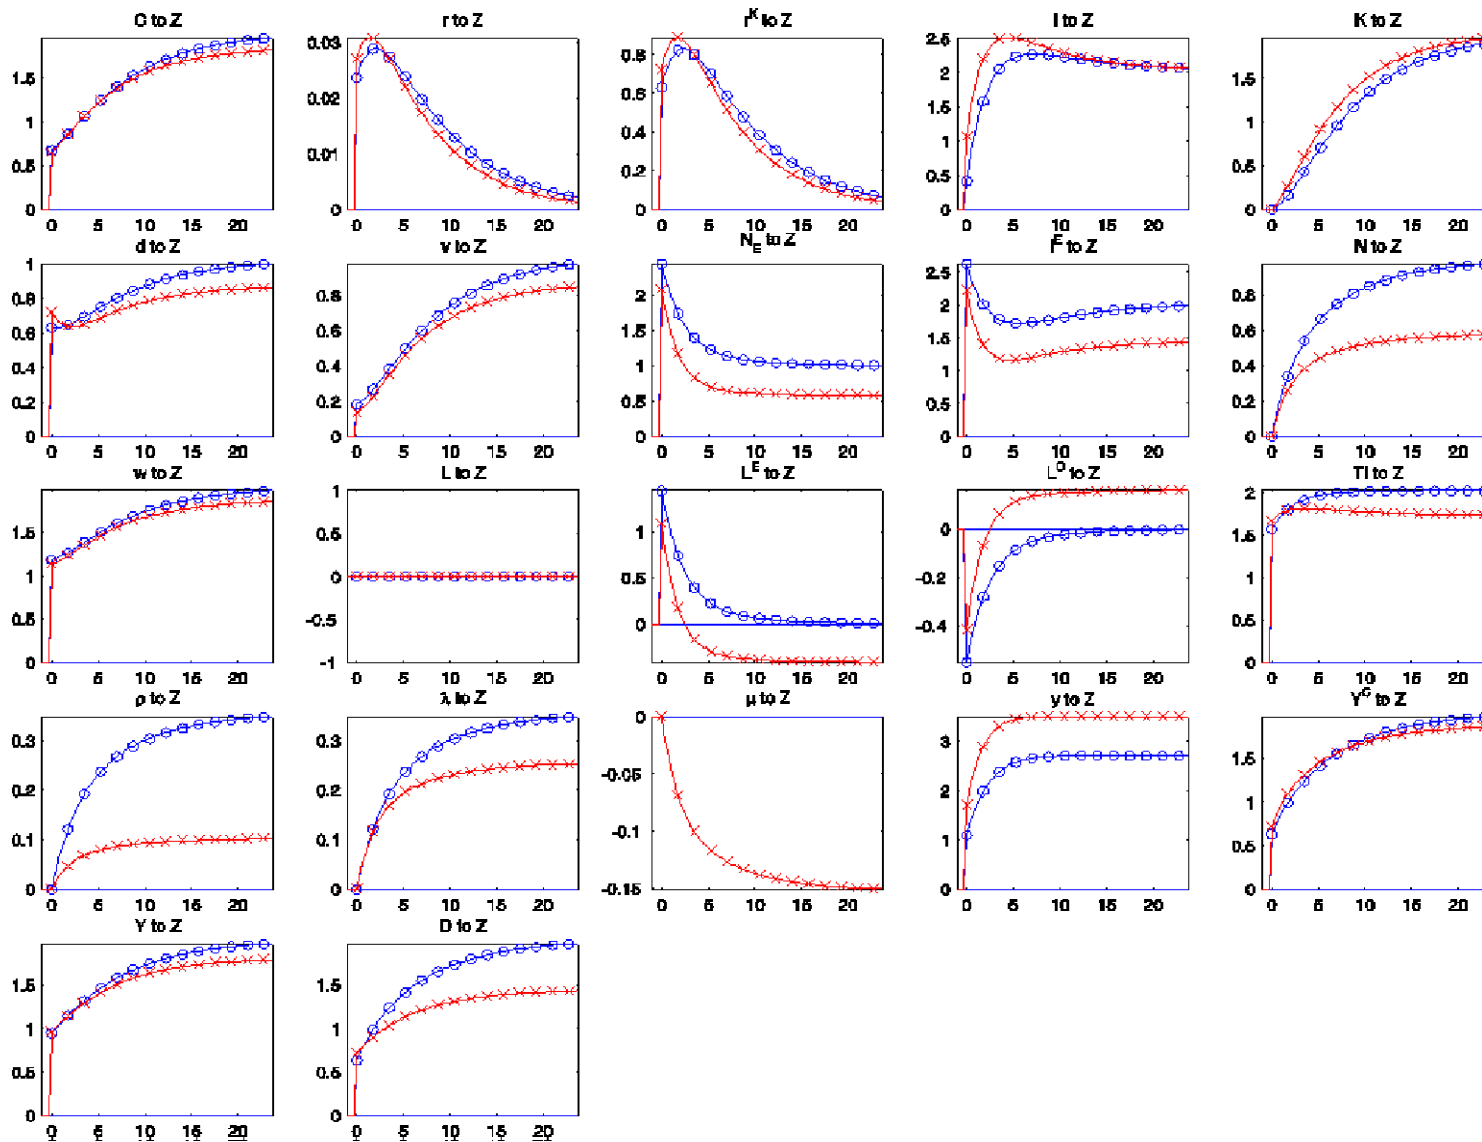 C to Z
r to Z
r^K to Z
I to Z
K to Z
0 0.5 1 1.5
0 0.01 0.02 0.03
0 0.2 0.4 0.6 0.8
0 0.5 1 1.5 2 2.5
0 0.5 1 1.5
0 5 10 15 20
0 5 10 15 20
0 5 10 15 20
0 5 10 15 20
0 5 10 15 20
d to Z
v to Z
N_E to Z
I^E to Z
N to Z
0 0.2 0.4 0.6 0.8 1
0 0.2 0.4 0.6 0.8
0 0.5 1 1.5 2
0 0.5 1 1.5 2 2.5
0 0.2 0.4 0.6 0.8
0 5 10 15 20
0 5 10 15 20
0 5 10 15 20
0 5 10 15 20
0 5 10 15 20
w to Z
L to Z
L^E to Z
TI to Z
0 0.5 1 1.5
-1 -0.5 0 0.5 1
0 0.5 1
-0.4 -0.2 0
0 0.5 1 1.5 2
0 5 10 15 20
0 5 10 15 20
0 5 10 15 20
0 5 10 15 20
0 5 10 15 20
ρ to Z
λ to Z
μ to Z
y to Z
Y^G to Z
0 0.1 0.2 0.3
0 0.1 0.2 0.3
-0.15 -0.1 -0.05 0
0 1 2 3
0 0.5 1 1.5
0 5 10 15 20
0 5 10 15 20
0 5 10 15 20
0 5 10 15 20
0 5 10 15 20
Y to Z
D to Z
0 0.5 1 1.5
0 0.5 1 1.5